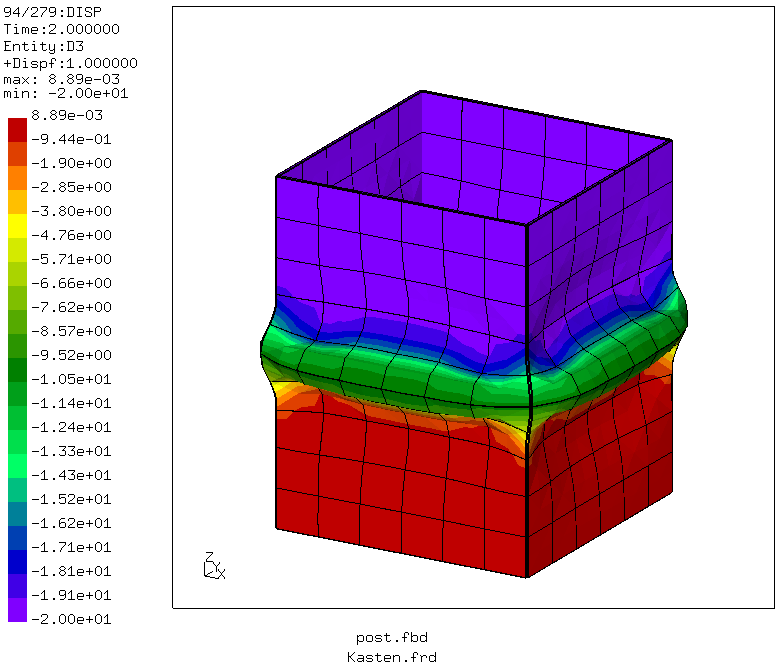 94/279:DISP
Time:2.000000
Entity:D3
+Dispf:1.000000
max: 8.89e-03
min: -2.00e+01
8.89e-03
-9.44e-01
-1.90e+00
-2.85e+00
-3.80e+00
-4.76e+00
-5.71e+00
-6.66e+00
-7.62e+00
-8.57e+00
-9.52e+00
-1.05e+01
-1.14e+01
-1.24e+01
-1.33e+01
-1.43e+01
-1.52e+01
-1.62e+01
-1.71e+01
-1.81e+01
-1.91e+01
-2.00e+01
Z
Y
X
post.fbd
Kasten.frd